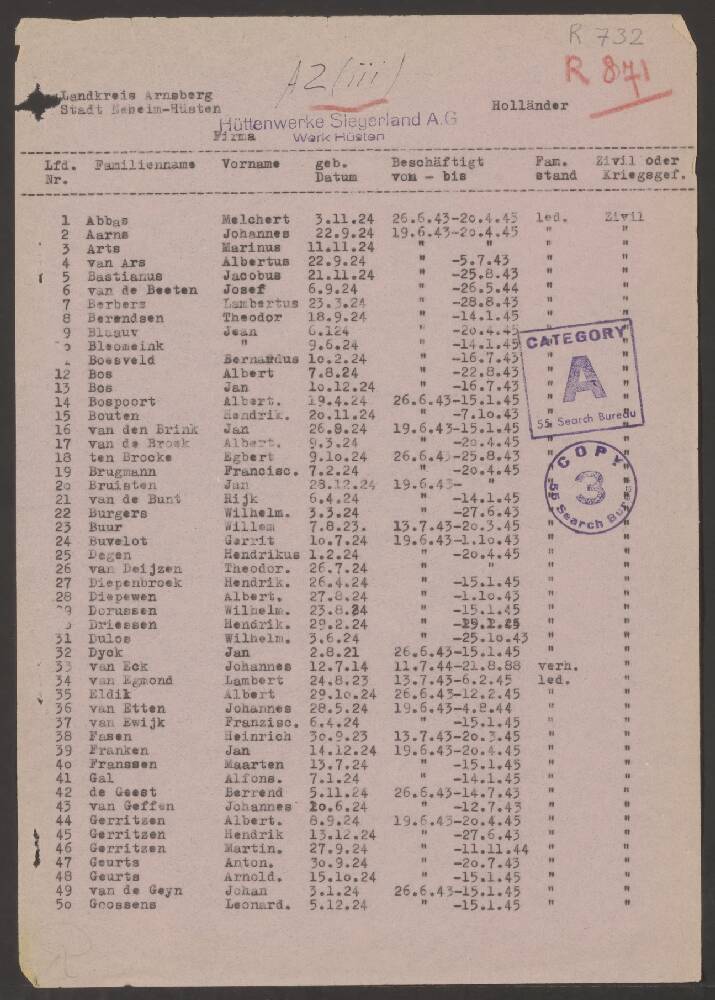 R 732
R 871
A2(iii)
Landkreis Arnsberg
Stadt Neheim-Hüsten
Holländer
Hüttenwerke Siegerland A.G
Firma Werk Hüsten
Lfd. Familienname Vorname geb. Beschäftigt Fam. Zivil oder
Nr. Datum von - bis stand Kriegsgef.
1 Abbas Melchert 3.11.24 26.6.43-20.4.45 led. Zivil
2 Aarns Johannes 22.9.24 19.6.43-20.4.45 " "
3 Arts Marinus 11.11.24 " " " "
4 van Ars Albertus 22.9.24 " -5.7.43 " "
5 Bastianus Jacobus 21.11.24 " -25.8.43 " "
6 van de Beeten Josef 6.9.24 " -26.5.44 " "
7 Berbers Lambertus 23.3.24 " -28.8.43 " "
8 Berendsen Theodor 18.9.24 " -14.1.45 " "
9 Blaauv Jean 6.124 " -20.4.45 "
Bleomeink " 9.6.24 " -14.1.45 "
Boesveld Bernardus 10.2.24 " -16.7.43 " "
12 Bos Albert 7.8.24 " -22.8.43 " "
13 Bos Jan 10.12.24 " -16.7.43 " "
14 Bospoort Albert. 19.4.24 26.6.43-15.1.45 " "
15 Bouten Hendrik. 20.11.24 " -7.10.43 " "
16 van den Brink Jan 26.8.24 19.6.43-15.1.45 " "
17 van de Broek Albert. 9.3.24 " -20.4.45 " "
18 ten Brocke Egbert 9.10.24 26.6.43-25.8.43 " "
19 Brugmann Francisc. 7.2.24 " -20.4.45 " "
20 Bruisten Jan 28.12.24 19.6.43- " " "
21 van de Bunt Rijk 6.4.24 " -14.1.45 " "
22 Burgers Wilhelm. 3.3.24 " -27.6.43 " "
23 Buur Willem 7.8.23. 13.7.43-20.3.45 " "
24 Buvelot Garrit 10.7.24 19.6.43-1.10.43 " "
25 Degen Hendrikus 1.2.24 " -20.4.45 " "
26 van Deijzen Theodor. 26.7.24 " " " "
27 Diepenbroek Hendrik. 26.4.24 " -15.1.45 " "
28 Diepewen Albert. 27.8.24 " -1.10.43 " "
Dorussen Wilhelm. 23.8.24 " -15.1.45 " "
Driessen Hendrik. 29.2.24 " " "
31 Dulos Wilhelm. 3.6.24 " -25.10.43 " "
32 Dyck Jan 2.8.21 26.6.43-15.1.45 " "
33 van Eck Johannes 12.7.14 11.7.44-21.8.88 verh. "
34 van Egmond Lambert 24.8.23 13.7.43-6.2.45 led. "
35 Eldik Albert 29.10.24 26.6.43-12.2.45 " "
36 van Etten Johannes 28.5.24 19.6.43-4.8.44 " "
37 van Ewijk Franzisc. 6.4.24 " -15.1.45 " "
38 Fasen Heinrich 30.9.23 13.7.43-20.3.45 " "
39 Franken Jan 14.12.24 19.6.43-20.4.45 " "
40 Franssen Maarten 13.7.24 " -15.1.45 " "
41 Gal Alfons. 7.1.24 " -14.1.45 " "
42 de Geest Berrend 5.11.24 26.6.43-14.7.43 " "
43 van Geffen Johannes 20.6.24 " -12.7.43 " "
44 Gerritzen Albert. 8.9.24 19.6.43-20.4.45 " "
45 Gerritzen Hendrik 13.12.24 " -27.6.43 " "
46 Gerritzen Martin. 27.9.24 " -11.11.44 " "
47 Geurts Anton. 30.9.24 " -20.7.43 " "
48 Geurts Arnold. 15.10.24 " -15.1.45 " "
49 van de Geyn Johan 3.1.24 26.6.43-15.1.45 " "
50 Goossens Leonard. 5.12.24 " -15.1.45 " "
CATEGORY
A
55 Search Bureau
COPY
3
55 Search Bureau